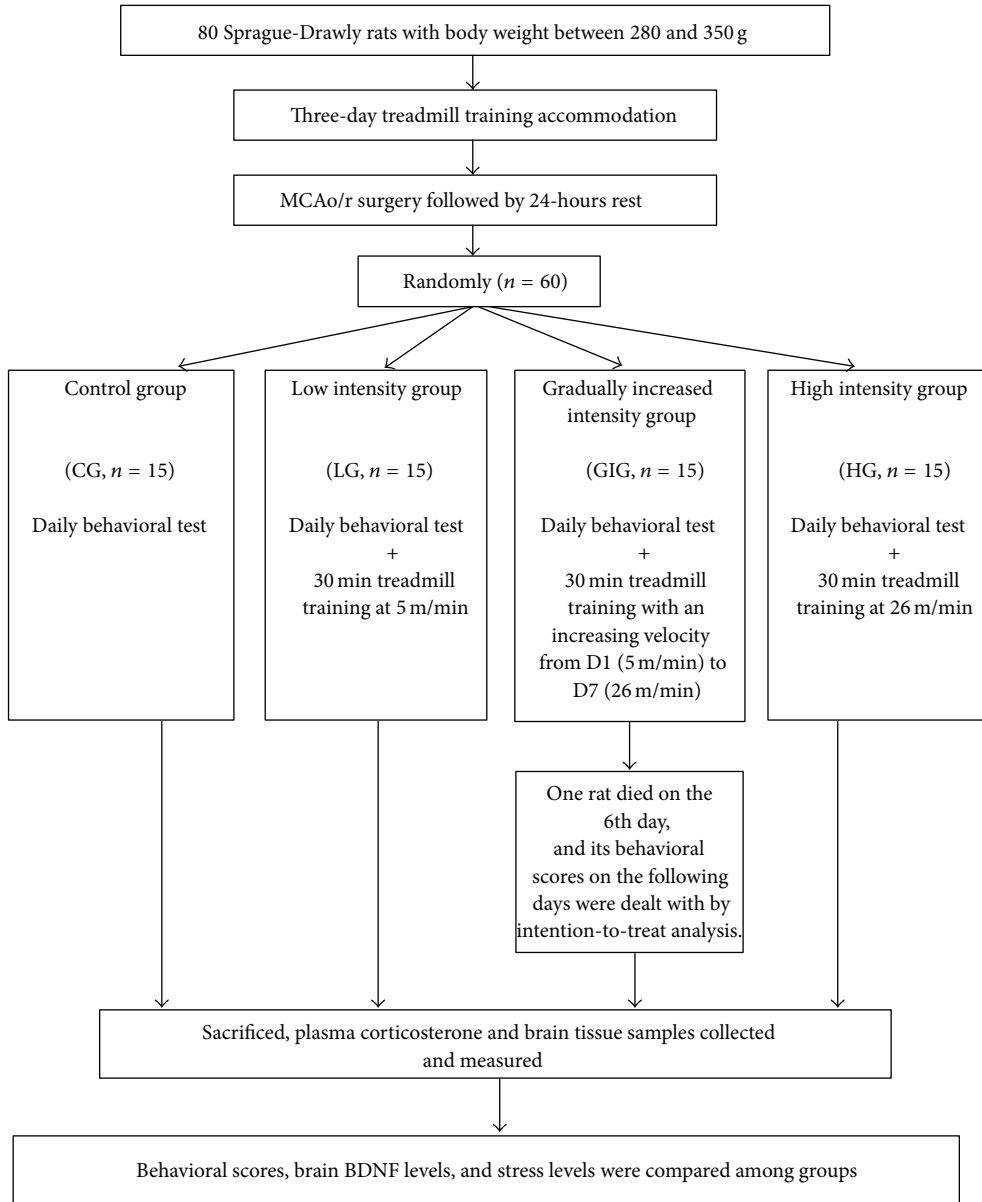 80 Sprague-Drawly rats with body weight between 280 and 350 g
Three-day treadmill training accommodation
MCAo/r surgery followed by 24-hours rest
Randomly (n = 60)
Control group
(CG, n = 15)
Daily behavioral test
Low intensity group
(LG, n = 15)
Daily behavioral test
+
30 min treadmill
training at 5 m/min
Gradually increased
intensity group
(GIG, n = 15)
Daily behavioral test
+
30 min treadmill
training with an
increasing velocity
from D1 (5 m/min) to
D7 (26 m/min)
High intensity group
(HG, n = 15)
Daily behavioral test
+
30 min treadmill
training at 26 m/min
One rat died on the
6th day,
and its behavioral
scores on the following
days were dealt with by
intention-to-treat analysis.
Sacrificed, plasma corticosterone and brain tissue samples collected
and measured
Behavioral scores, brain BDNF levels, and stress levels were compared among groups